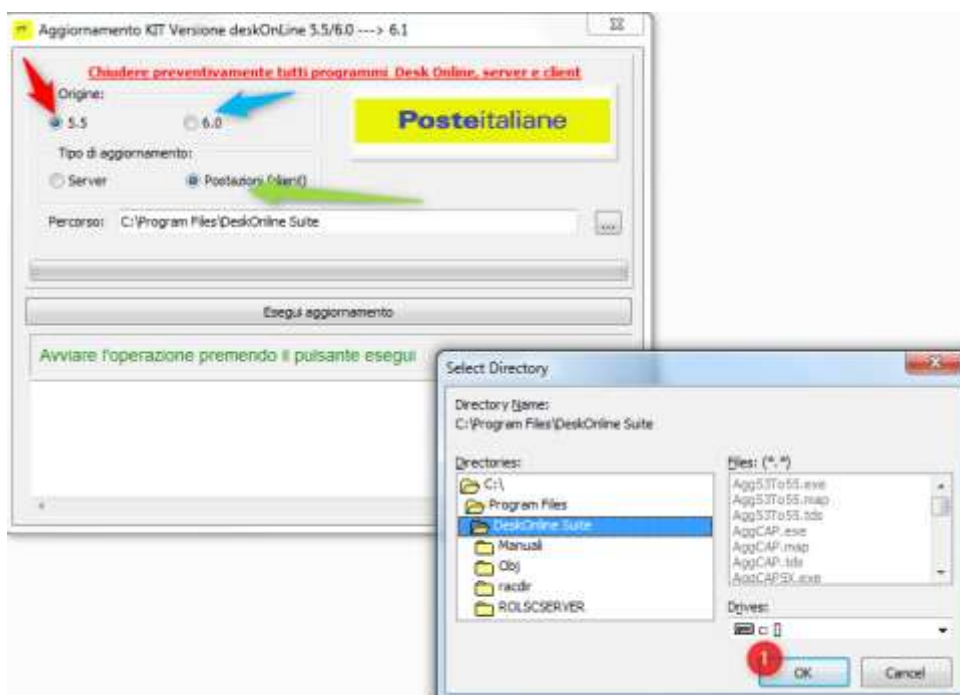 Aggiornamento KIT Versione deskOnLine 5.5/6.0 ---> 6.1
Chiudere preventivamente tutti programmi Desk Online, server e client
Origine:
5.5
6.0
Posteitaliane
Tipo di aggiornamento:
Server
Postazioni (client)
Percorso: C:\Program Files\DeskOnline Suite
...
Esegui aggiornamento
Avviare l'operazione premendo il pulsante esegui
Select Directory
Directory Name:
C:\Program Files\DeskOnline Suite
Directories:
C:\
Program Files
DeskOnline Suite
Manuali
Obj
racdir
ROLSCSERVER
Files: (*.*)
Agg53To55.exe
Agg53To55.map
Agg53To55.tds
AggCAP.exe
AggCAP.map
AggCAP.tds
AggCAPSX.exe
Drives:
c: []
1
OK
Cancel